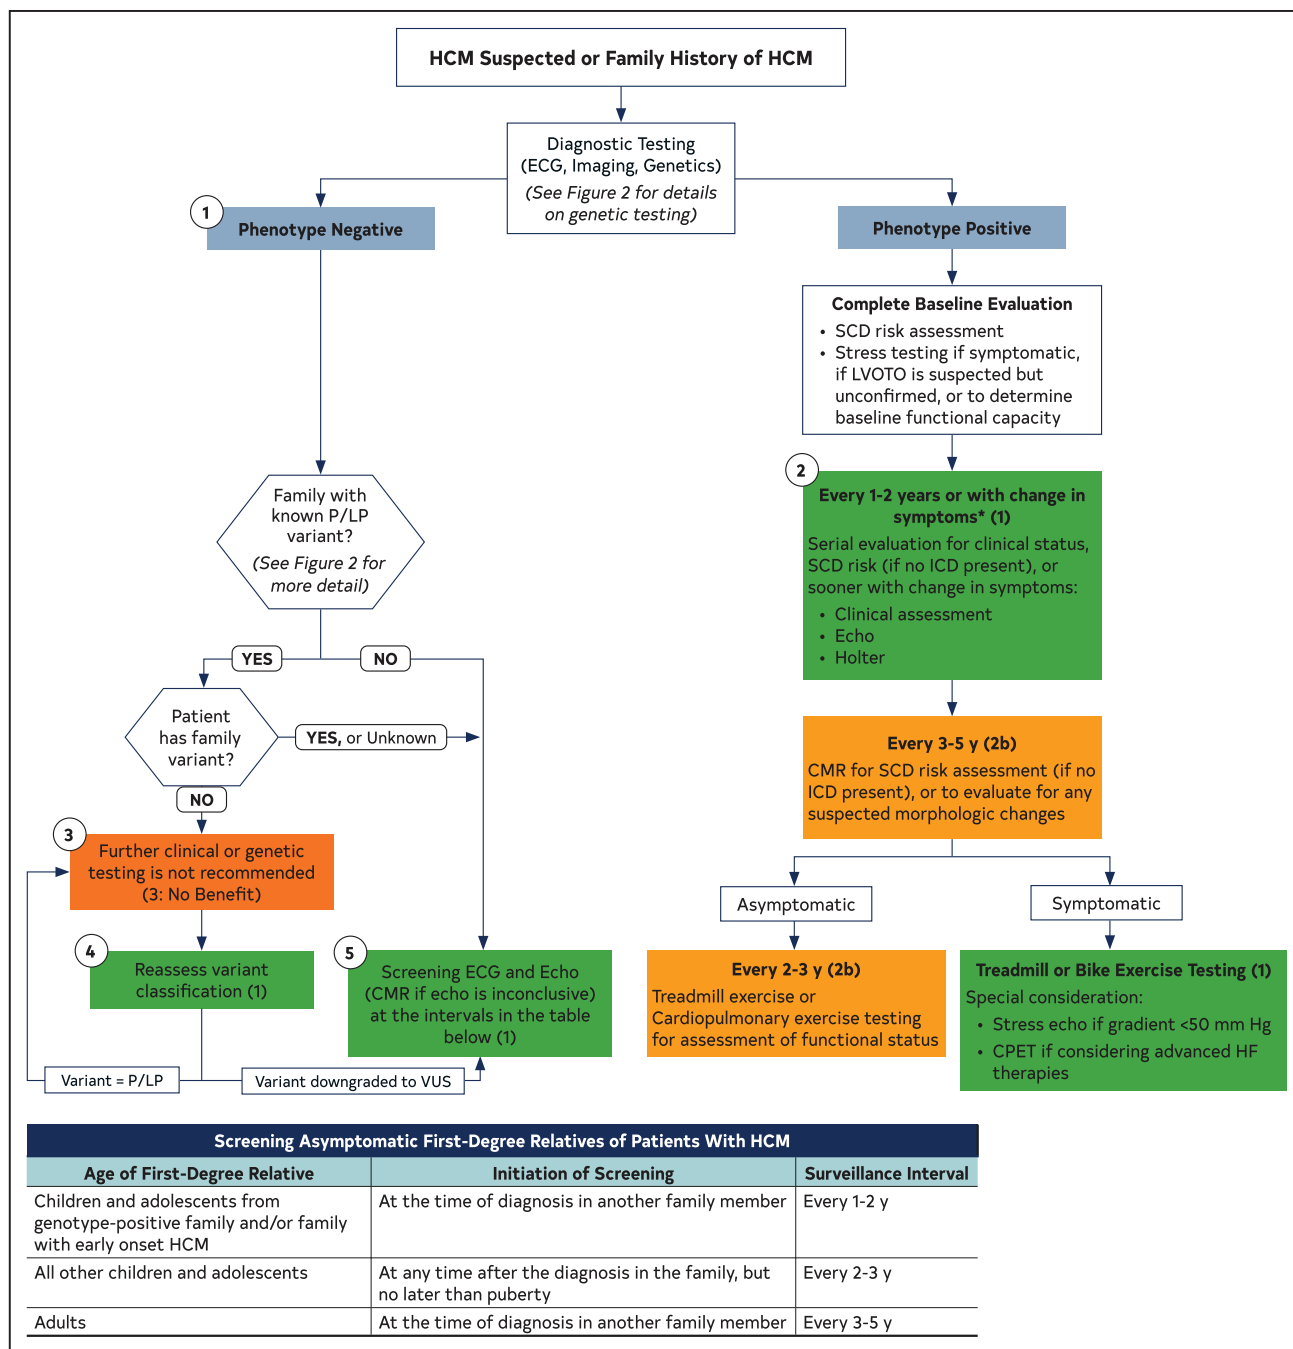 HCM Suspected or Family History of HCM
Diagnostic Testing
(ECG, Imaging, Genetics)
(See Figure 2 for details
on genetic testing)
1
Phenotype Negative
Phenotype Positive
Complete Baseline Evaluation
• SCD risk assessment
• Stress testing if symptomatic,
if LVOTO is suspected but
unconfirmed, or to determine
baseline functional capacity
2
Every 1-2 years or with change in
symptoms* (1)
Serial evaluation for clinical status,
SCD risk (if no ICD present), or
sooner with change in symptoms:
• Clinical assessment
• Echo
• Holter
Family with
known P/LP
variant?
(See Figure 2 for
more detail)
YES
NO
Patient
has family
variant?
YES, or Unknown
NO
Every 3-5 y (2b)
CMR for SCD risk assessment (if no
ICD present), or to evaluate for any
suspected morphologic changes
3
Further clinical or genetic
testing is not recommended
(3: No Benefit)
Asymptomatic
Symptomatic
4
Reassess variant
classification (1)
5
Screening ECG and Echo
(CMR if echo is inconclusive)
at the intervals in the table
below (1)
Every 2-3 y (2b)
Treadmill exercise or
Cardiopulmonary exercise testing
for assessment of functional status
Treadmill or Bike Exercise Testing (1)
Special consideration:
• Stress echo if gradient <50 mm Hg
• CPET if considering advanced HF
therapies
Variant = P/LP
Variant downgraded to VUS
Screening Asymptomatic First-Degree Relatives of Patients With HCM
Age of First-Degree Relative Initiation of Screening Surveillance Interval
Children and adolescents from At the time of diagnosis in another family member Every 1-2 y
genotype-positive family and/or family
with early onset HCM
All other children and adolescents At any time after the diagnosis in the family, but Every 2-3 y
no later than puberty
Adults At the time of diagnosis in another family member Every 3-5 y